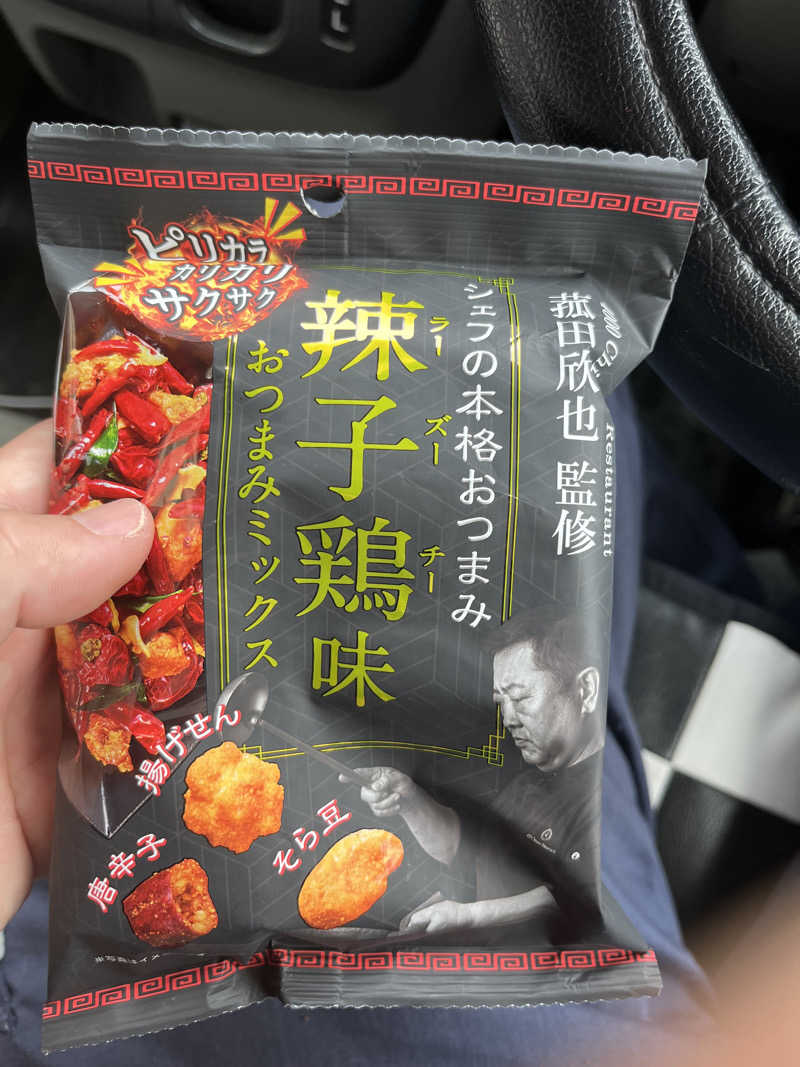 ピリカラ
カリカリ
サクサク
菰田欣也 監修
Restaurant
シェフの本格おつまみ
辣子鶏味
ラー ズー チー
おつまみミックス
揚げせん
そら豆
唐辛子